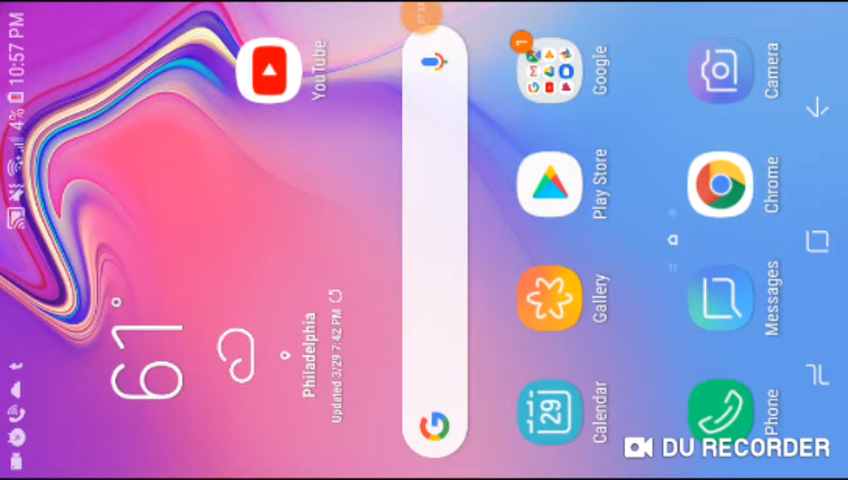 4% 10:57 PM
61°
Philadelphia
Updated 3/29 7:42 PM
YouTube
Calendar
Gallery
Play Store
Google
1
29
Phone
Messages
Chrome
Camera
DU RECORDER